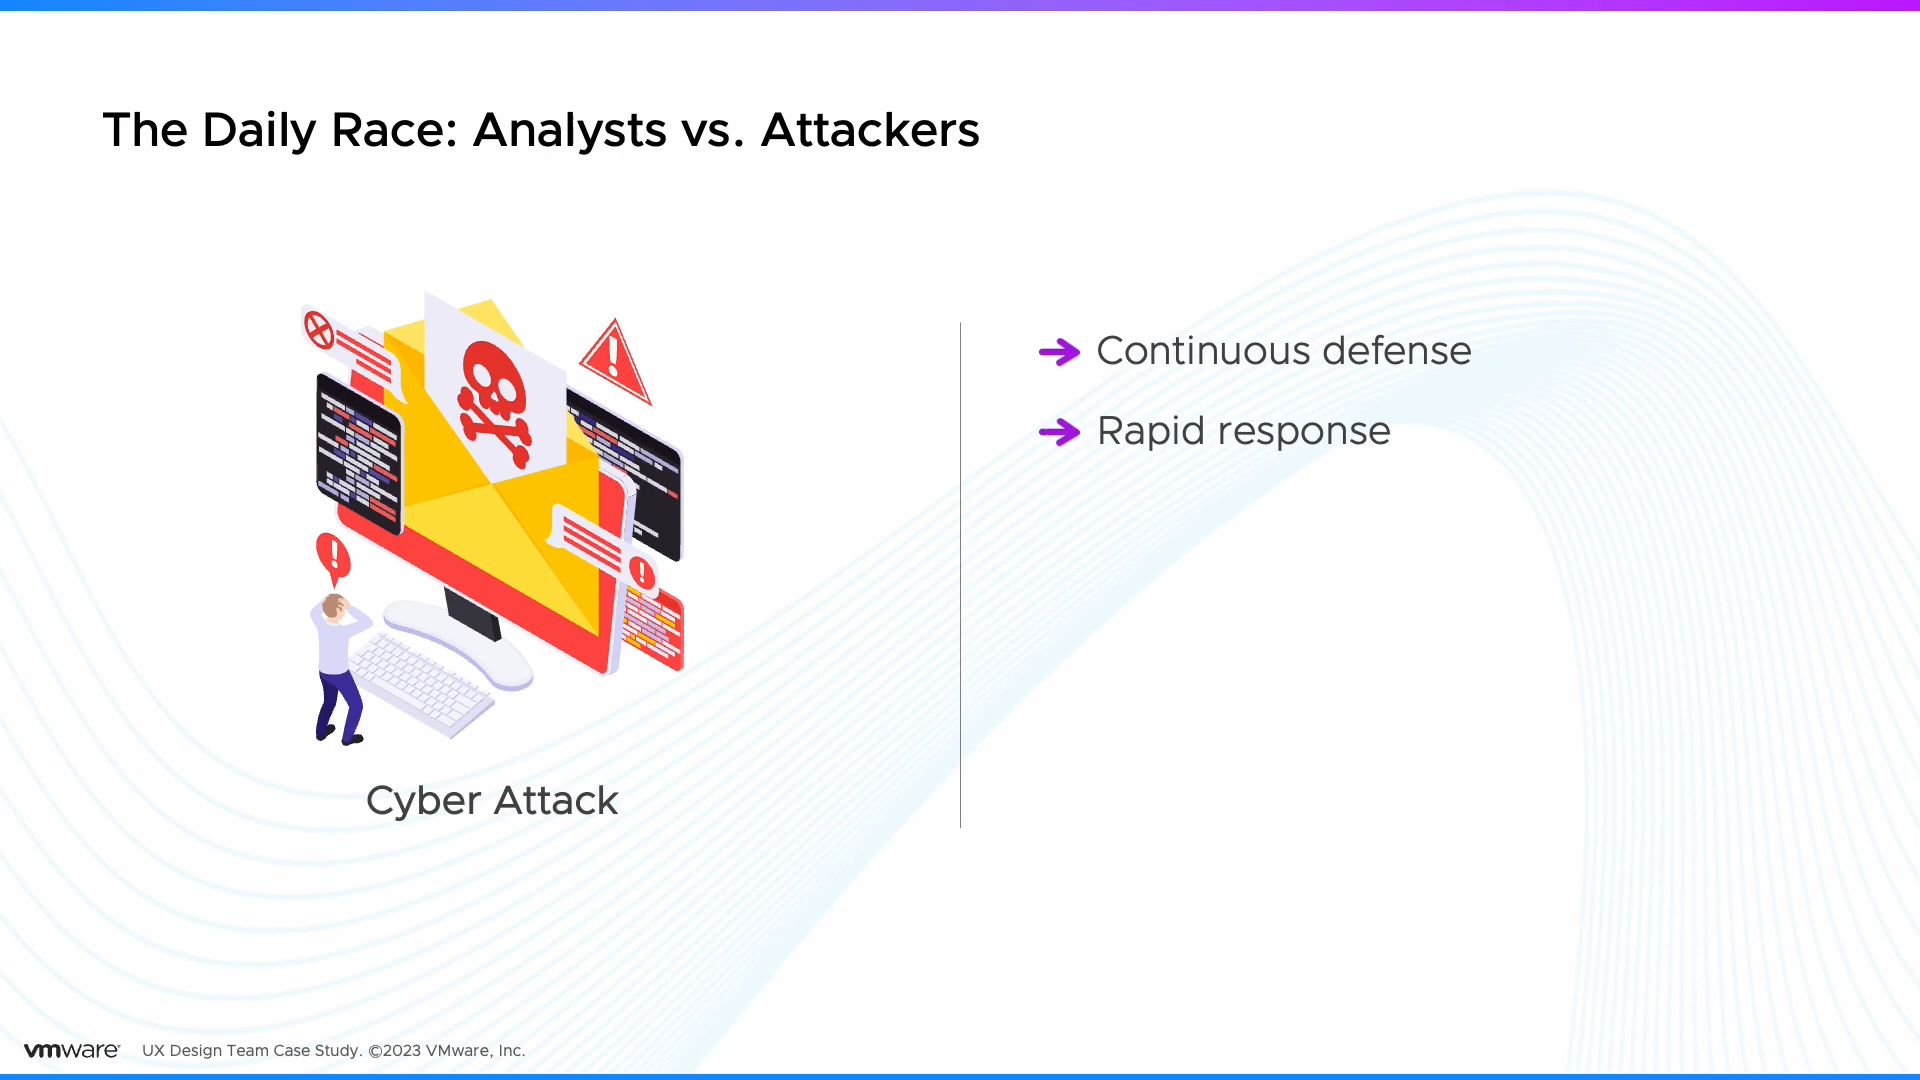 The Daily Race: Analysts vs. Attackers
Cyber Attack
Continuous defense
Rapid response
vmware UX Design Team Case Study. ©2023 VMware, Inc.